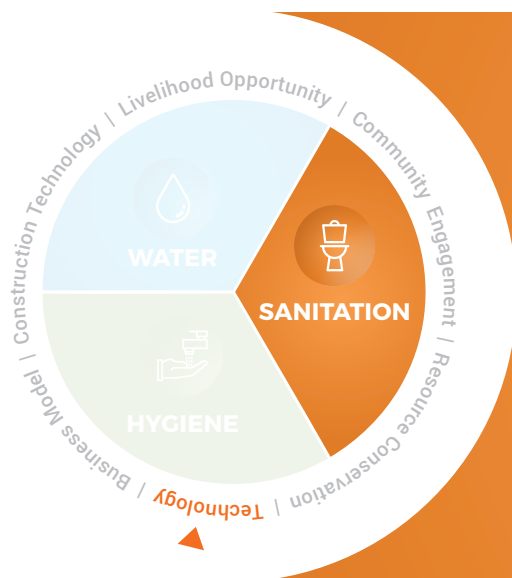 Construction Technology | Livelihood Opportunity | Community Engagement | Resource Conservation | Technology | Business Model |
WATER
SANITATION
HYGIENE